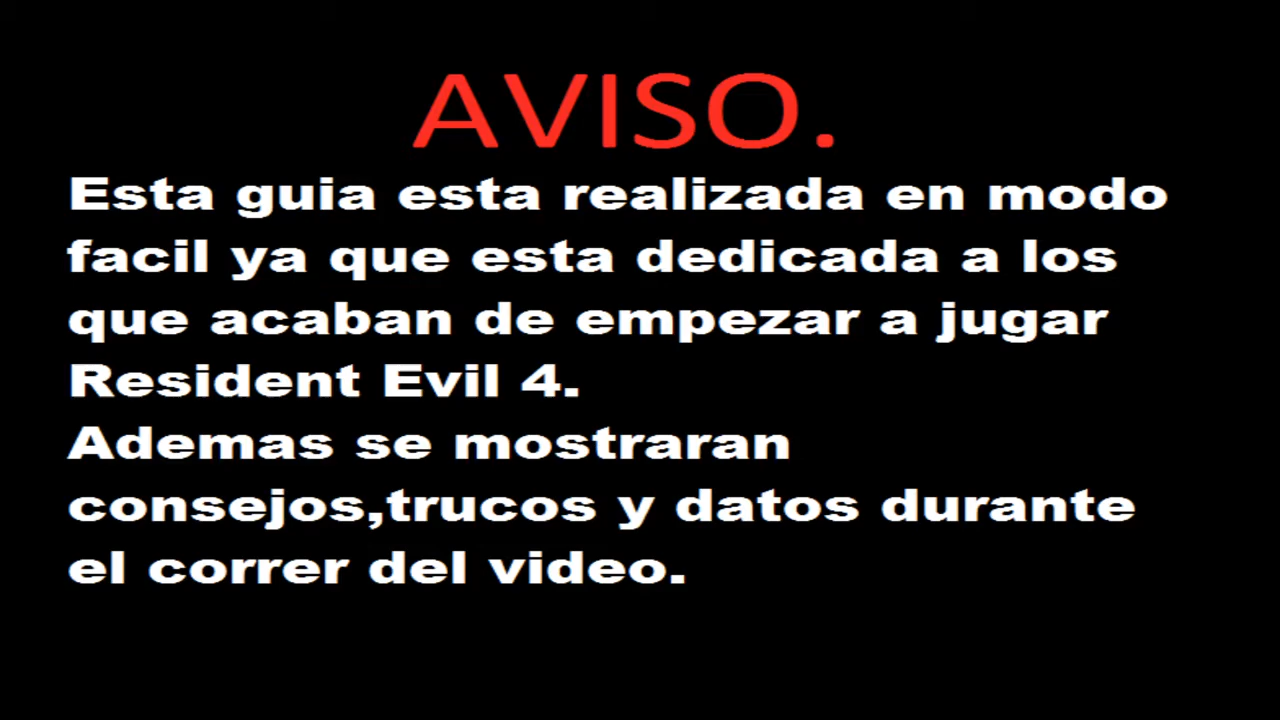 AVISO.
Esta guia esta realizada en modo
facil ya que esta dedicada a los
que acaban de empezar a jugar
Resident Evil 4.
Ademas se mostraran
consejos,trucos y datos durante
el correr del video.